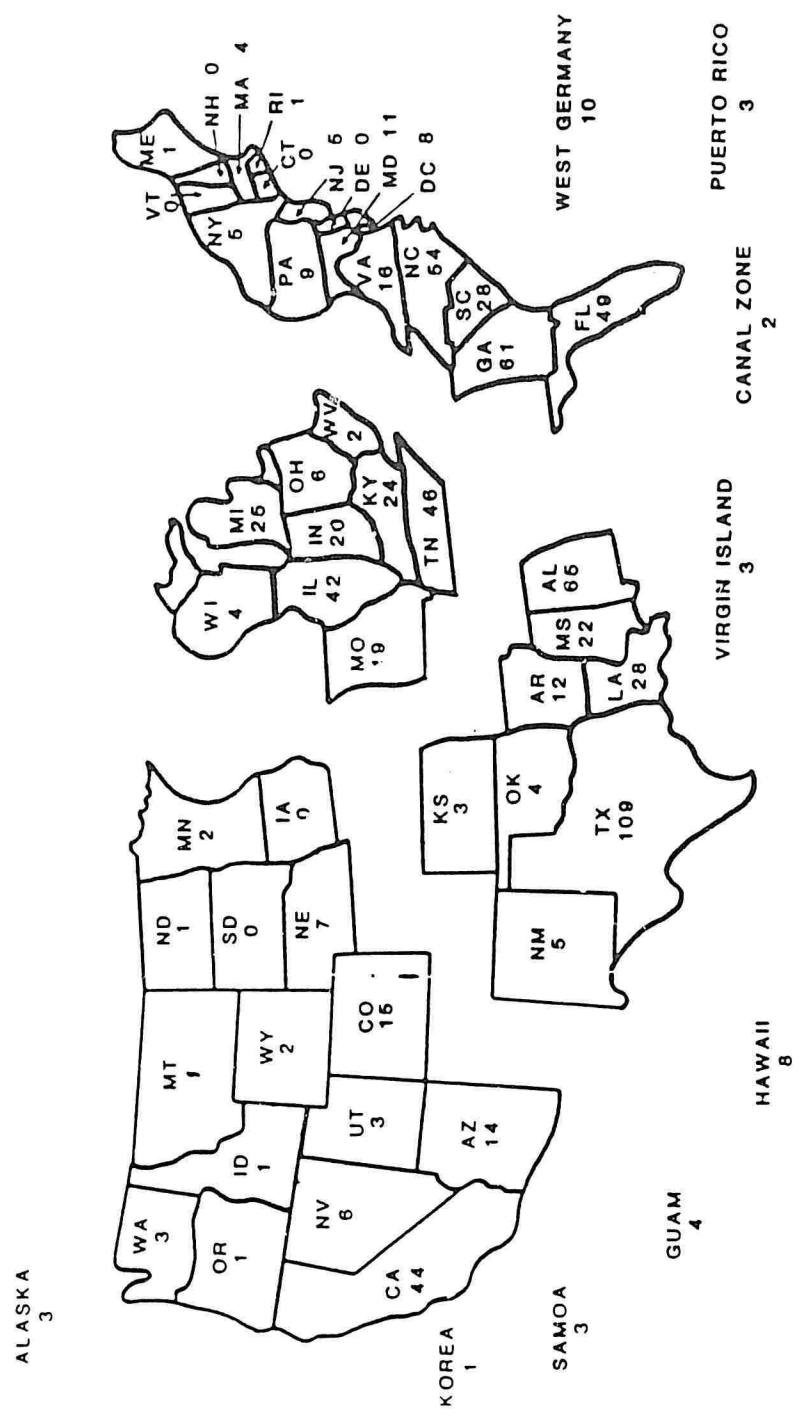 ALASKA
3
WA
3
OR
1
ID
1
MT
1
WY
2
NV
6
UT
3
CO
15
CA
44
AZ
14
ND
1
SD
0
NE
7
MN
2
IA
0
KOREA
1
SAMOA
3
GUAM
4
HAWAII
8
WI
4
MI
25
IL
42
IN
20
OH
6
WV
2
KY
24
MO
19
TN 46
KS
3
OK
4
NM
5
TX
109
AR
12
LA
28
MS
22
AL
65
VIRGIN ISLAND
3
ME
1
VT
0
NH 0
MA 4
RI
1
CT
0
NY
5
PA
9
NJ 5
DE 0
MD 11
DC 8
VA
16
NC
54
SC
28
GA
61
FL
49
CANAL ZONE
2
WEST GERMANY
10
PUERTO RICO
3